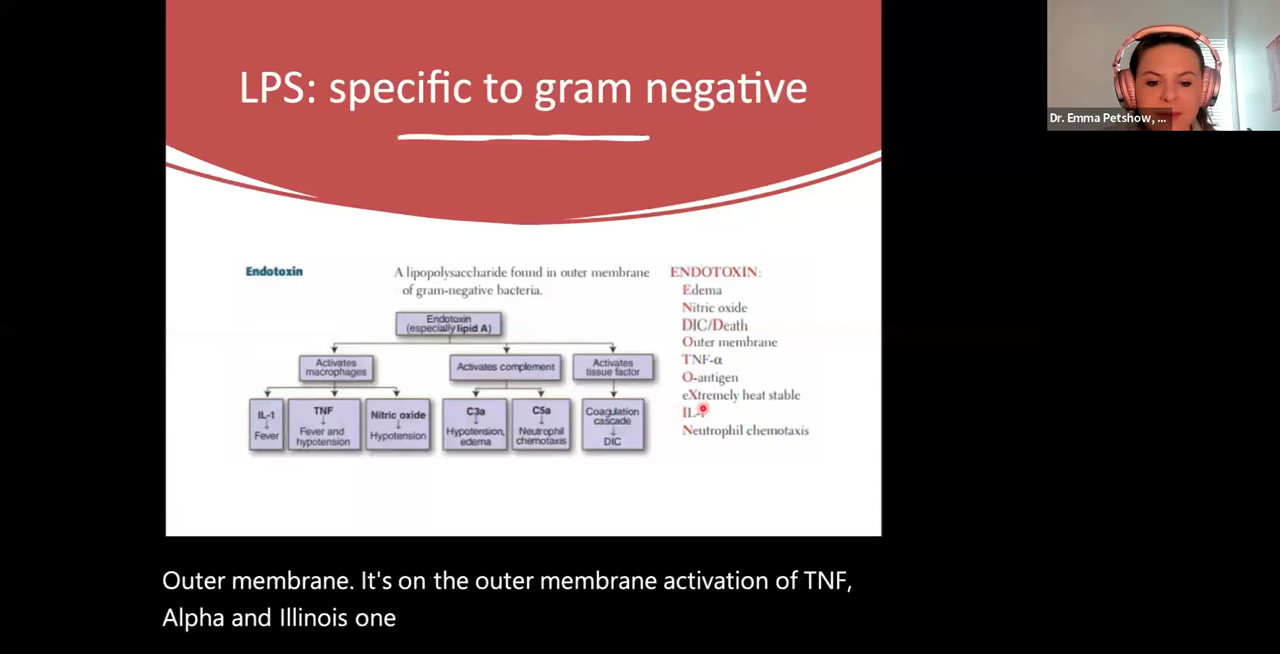 LPS: specific to gram negative
Dr. Emma Petshow, ...
Endotoxin
A lipopolysaccharide found in outer membrane
of gram-negative bacteria.
Endotoxin
(especially lipid A)
Activates
macrophages
Activates complement
Activates
tissue factor
IL-1
Fever
TNF
Fever and
hypotension
Nitric oxide
Hypotension
C3a
Hypotension,
edema
C5a
Neutrophil
chemotaxis
Coagulation
cascade
DIC
ENDOTOXIN:
Edema
Nitric oxide
DIC/Death
Outer membrane
TNF-α
O-antigen
eXtremely heat stable
Neutrophil chemotaxis
Outer membrane. It's on the outer membrane activation of TNF,
Alpha and Illinois one